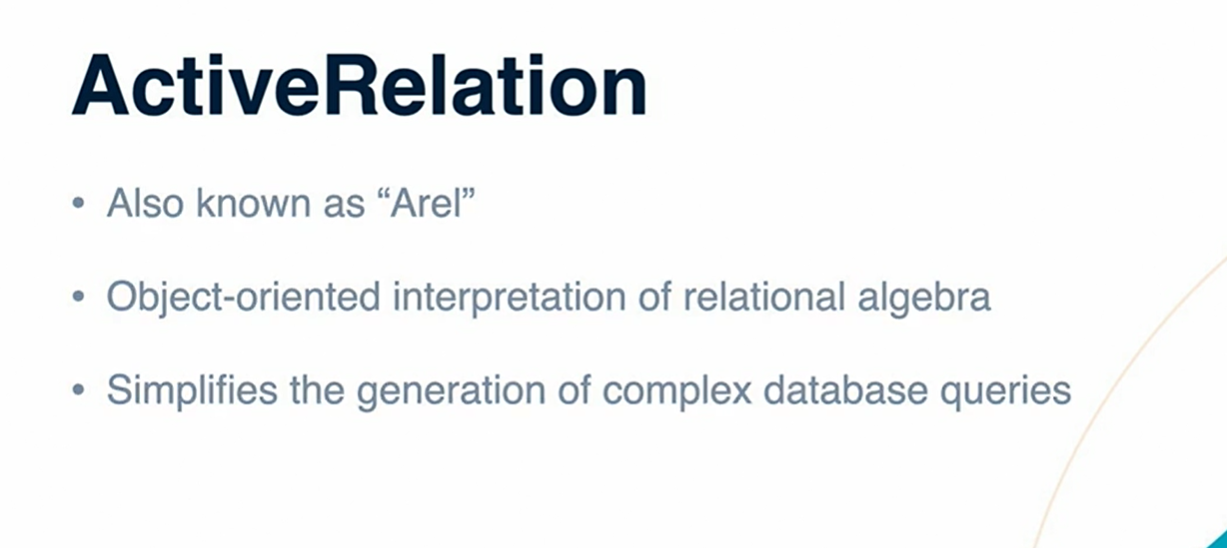 ActiveRelation
• Also known as “Arel”
• Object-oriented interpretation of relational algebra
• Simplifies the generation of complex database queries